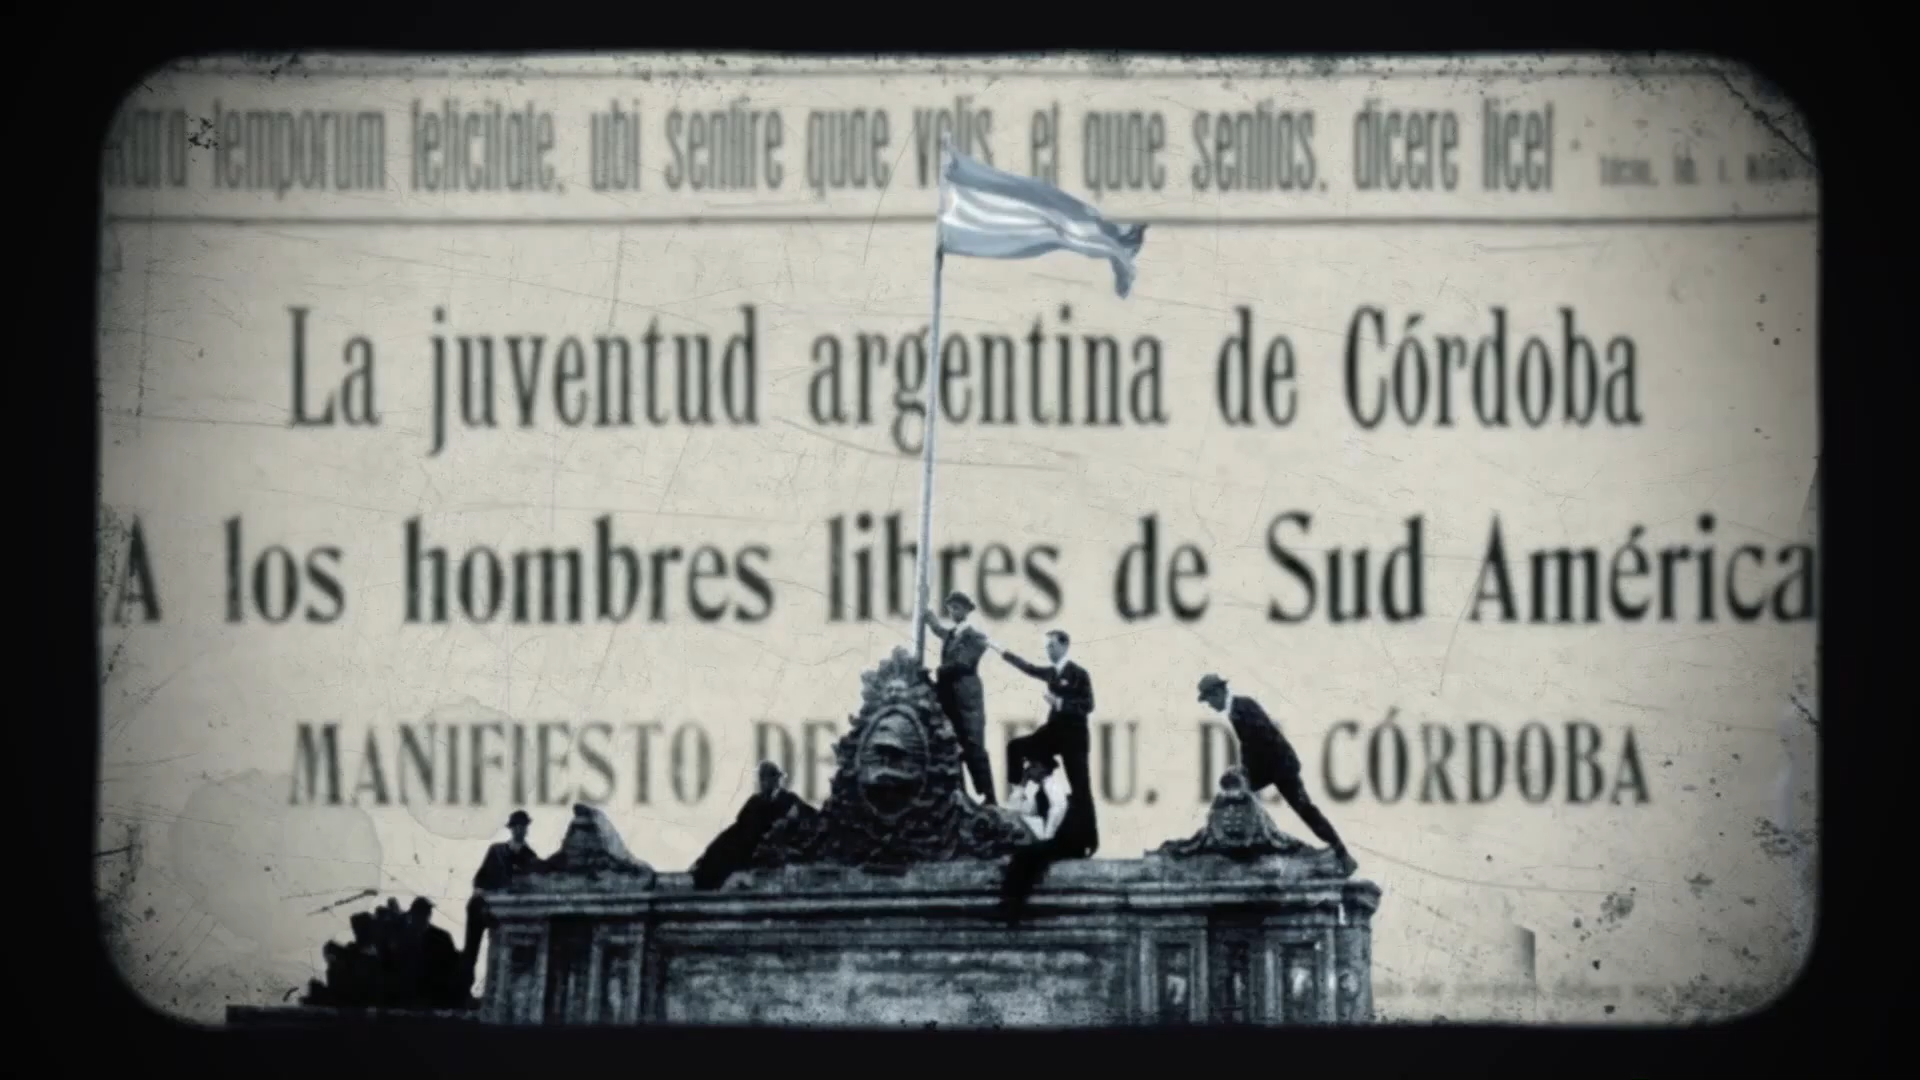 Rara temporum felicitate, ubi sentire quae velis, et quae sentias, dicere licet
La juventud argentina de Córdoba
A los hombres libres de Sud América
MANIFIESTO DE U. DE CÓRDOBA